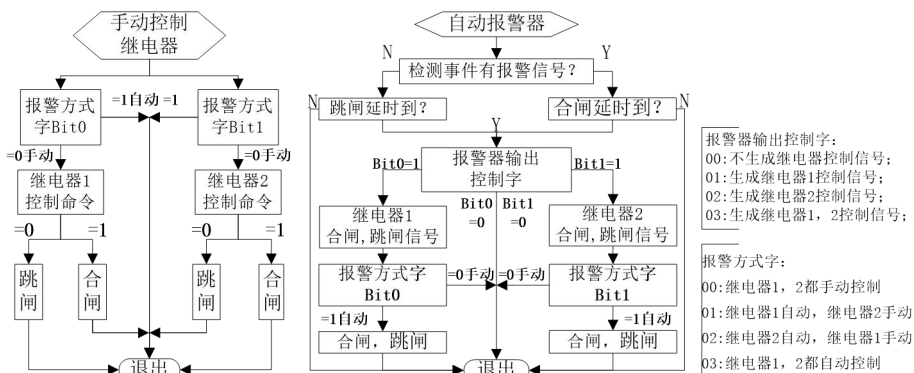 手动控制
继电器
报警方式
字Bit0
=1自动
=1
报警方式
字Bit1
=0手动
=0手动
继电器1
控制命令
继电器2
控制命令
=0
=1
=0
=1
跳闸
合闸
跳闸
合闸
退出
自动报警器
N
Y
检测事件有报警信号？
N
跳闸延时到？
合闸延时到？
N
Y
Bit0=1
报警器输出
控制字
Bit1=1
继电器1
合闸,跳闸信号
Bit0
=0
Bit1
=0
继电器2
合闸,跳闸信号
报警方式字
Bit0
=0手动
=0手动
报警方式字
Bit1
=1自动
=1自动
合闸，跳闸
合闸，跳闸
退出
报警器输出控制字：
00:不生成继电器控制信号；
01:生成继电器1控制信号；
02:生成继电器2控制信号；
03:生成继电器1，2控制信号；
报警方式字：
00:继电器1，2都手动控制
01:继电器1自动，继电器2手动
02:继电器2自动，继电器1手动
03:继电器1，2都自动控制